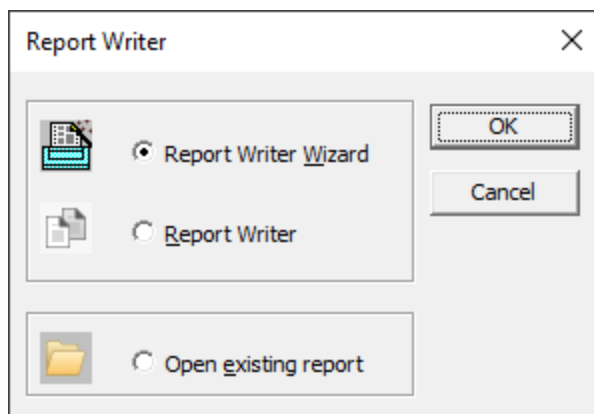 Report Writer
Report Writer Wizard
Report Writer
Open existing report
OK
Cancel